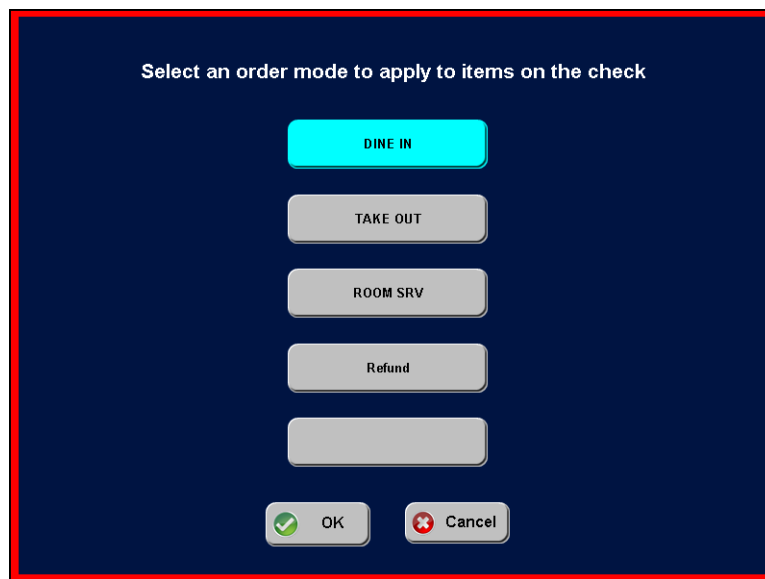 Select an order mode to apply to items on the check
DINE IN
TAKE OUT
ROOM SRV
Refund
OK
Cancel